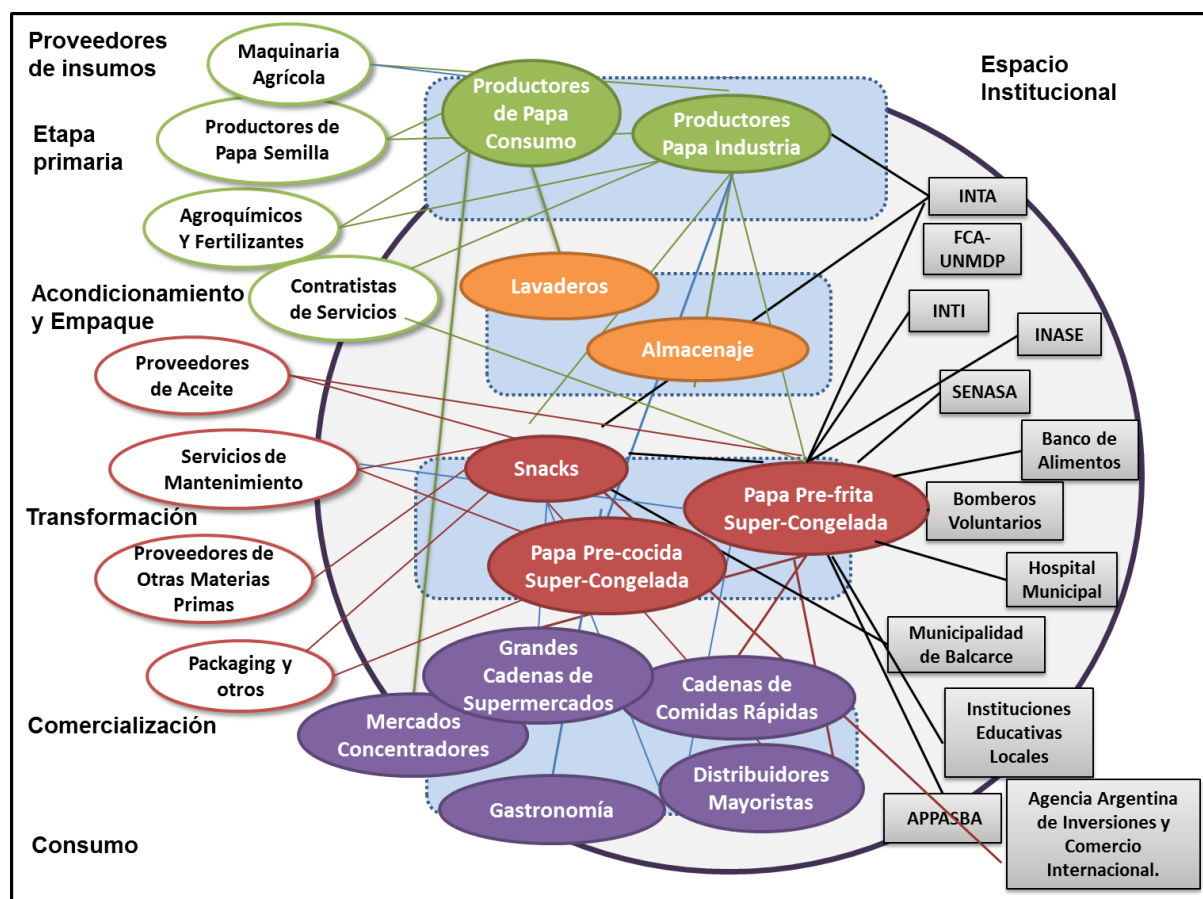 Proveedores
de insumos
Maquinaria
Agrícola
Productores
de Papa
Consumo
Espacio
Institucional
Etapa
primaria
Productores de
Papa Semilla
Productores
Papa Industria
Agroquímicos
Y Fertilizantes
INTA
FCA-
UNMDP
Acondicionamiento
y Empaque
Contratistas
de Servicios
Lavaderos
INTI
INASE
Almacenaje
Proveedores
de Aceite
SENASA
Servicios de
Mantenimiento
Snacks
Banco de
Alimentos
Transformación
Papa Pre-frita
Super-Congelada
Bomberos
Voluntarios
Proveedores de
Otras Materias
Primas
Papa Pre-cocida
Super-Congelada
Hospital
Municipal
Packaging y
otros
Grandes
Cadenas de
Supermercados
Municipalidad
de Balcarce
Comercialización
Mercados
Concentradores
Cadenas de
Comidas Rápidas
Instituciones
Educativas
Locales
Gastronomía
Distribuidores
Mayoristas
APPASBA
Agencia Argentina
de Inversiones y
Comercio
Internacional.
Consumo